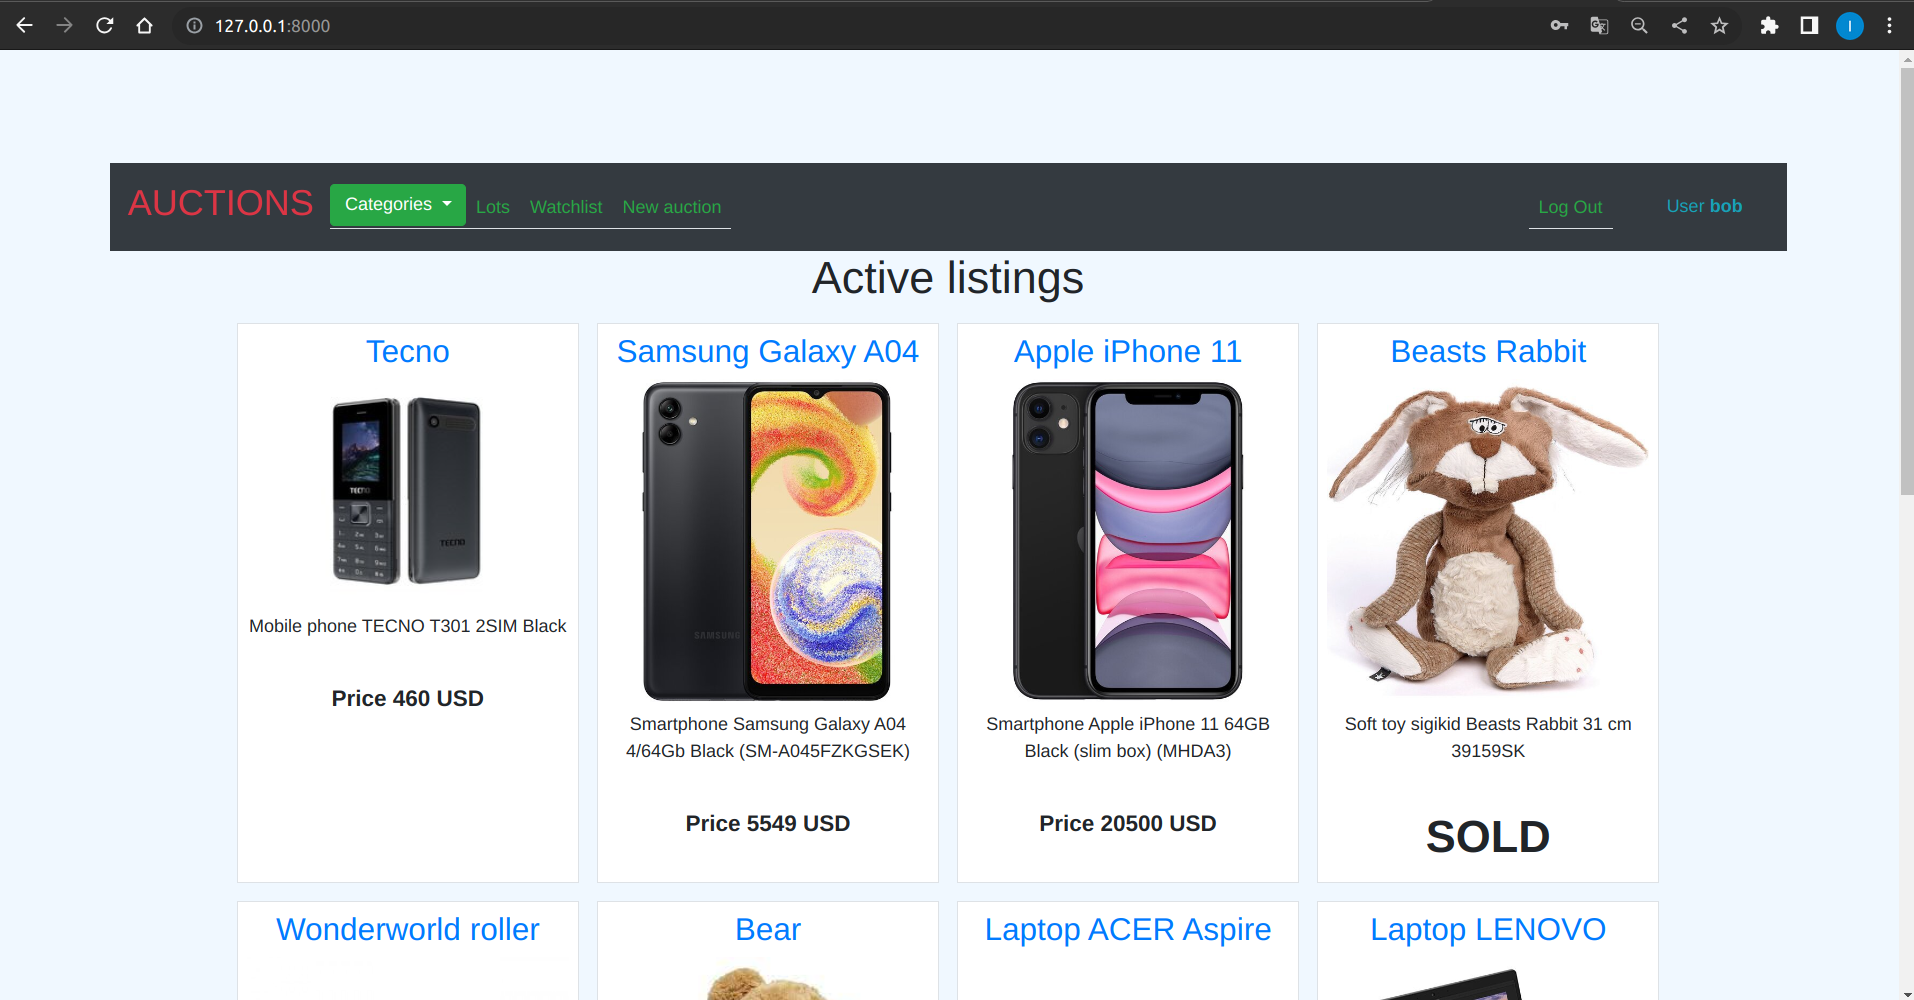 127.0.0.1:8000
I
AUCTIONS
Categories
Lots
Watchlist
New auction
Log Out
User bob
Active listings
Tecno
TECNO
TECNO
Mobile phone TECNO T301 2SIM Black
Price 460 USD
Samsung Galaxy A04
SAMSUNG
Smartphone Samsung Galaxy A04
4/64Gb Black (SM-A045FZKGSEK)
Price 5549 USD
Apple iPhone 11
Smartphone Apple iPhone 11 64GB
Black (slim box) (MHDA3)
Price 20500 USD
Beasts Rabbit
Soft toy sigikid Beasts Rabbit 31 cm
39159SK
SOLD
Wonderworld roller
Bear
Laptop ACER Aspire
Laptop LENOVO